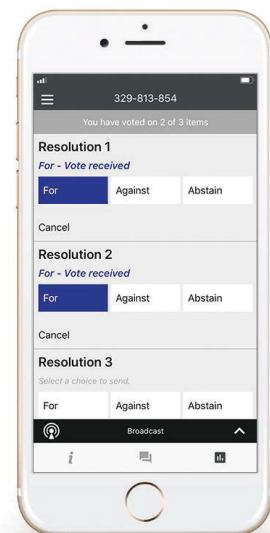 329-813-854
You have voted on 2 of 3 items
Resolution 1
For - Vote received
For Against Abstain
Cancel
Resolution 2
For - Vote received
For Against Abstain
Cancel
Resolution 3
Select a choice to send.
For Against Abstain
Broadcast
i